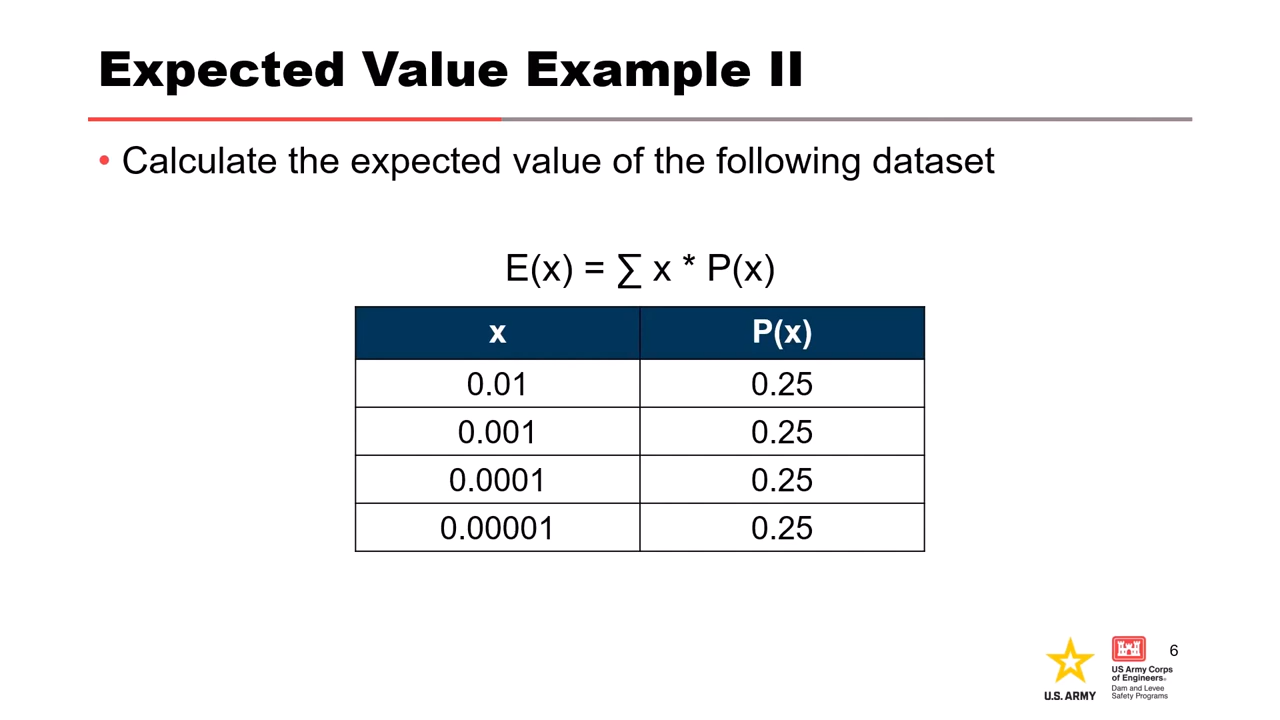 Expected Value Example II
• Calculate the expected value of the following dataset
E(x) = ∑ x * P(x)
x P(x)
0.01 0.25
0.001 0.25
0.0001 0.25
0.00001 0.25
U.S. ARMY
US Army Corps
of Engineers®
Dam and Levee
Safety Programs
6